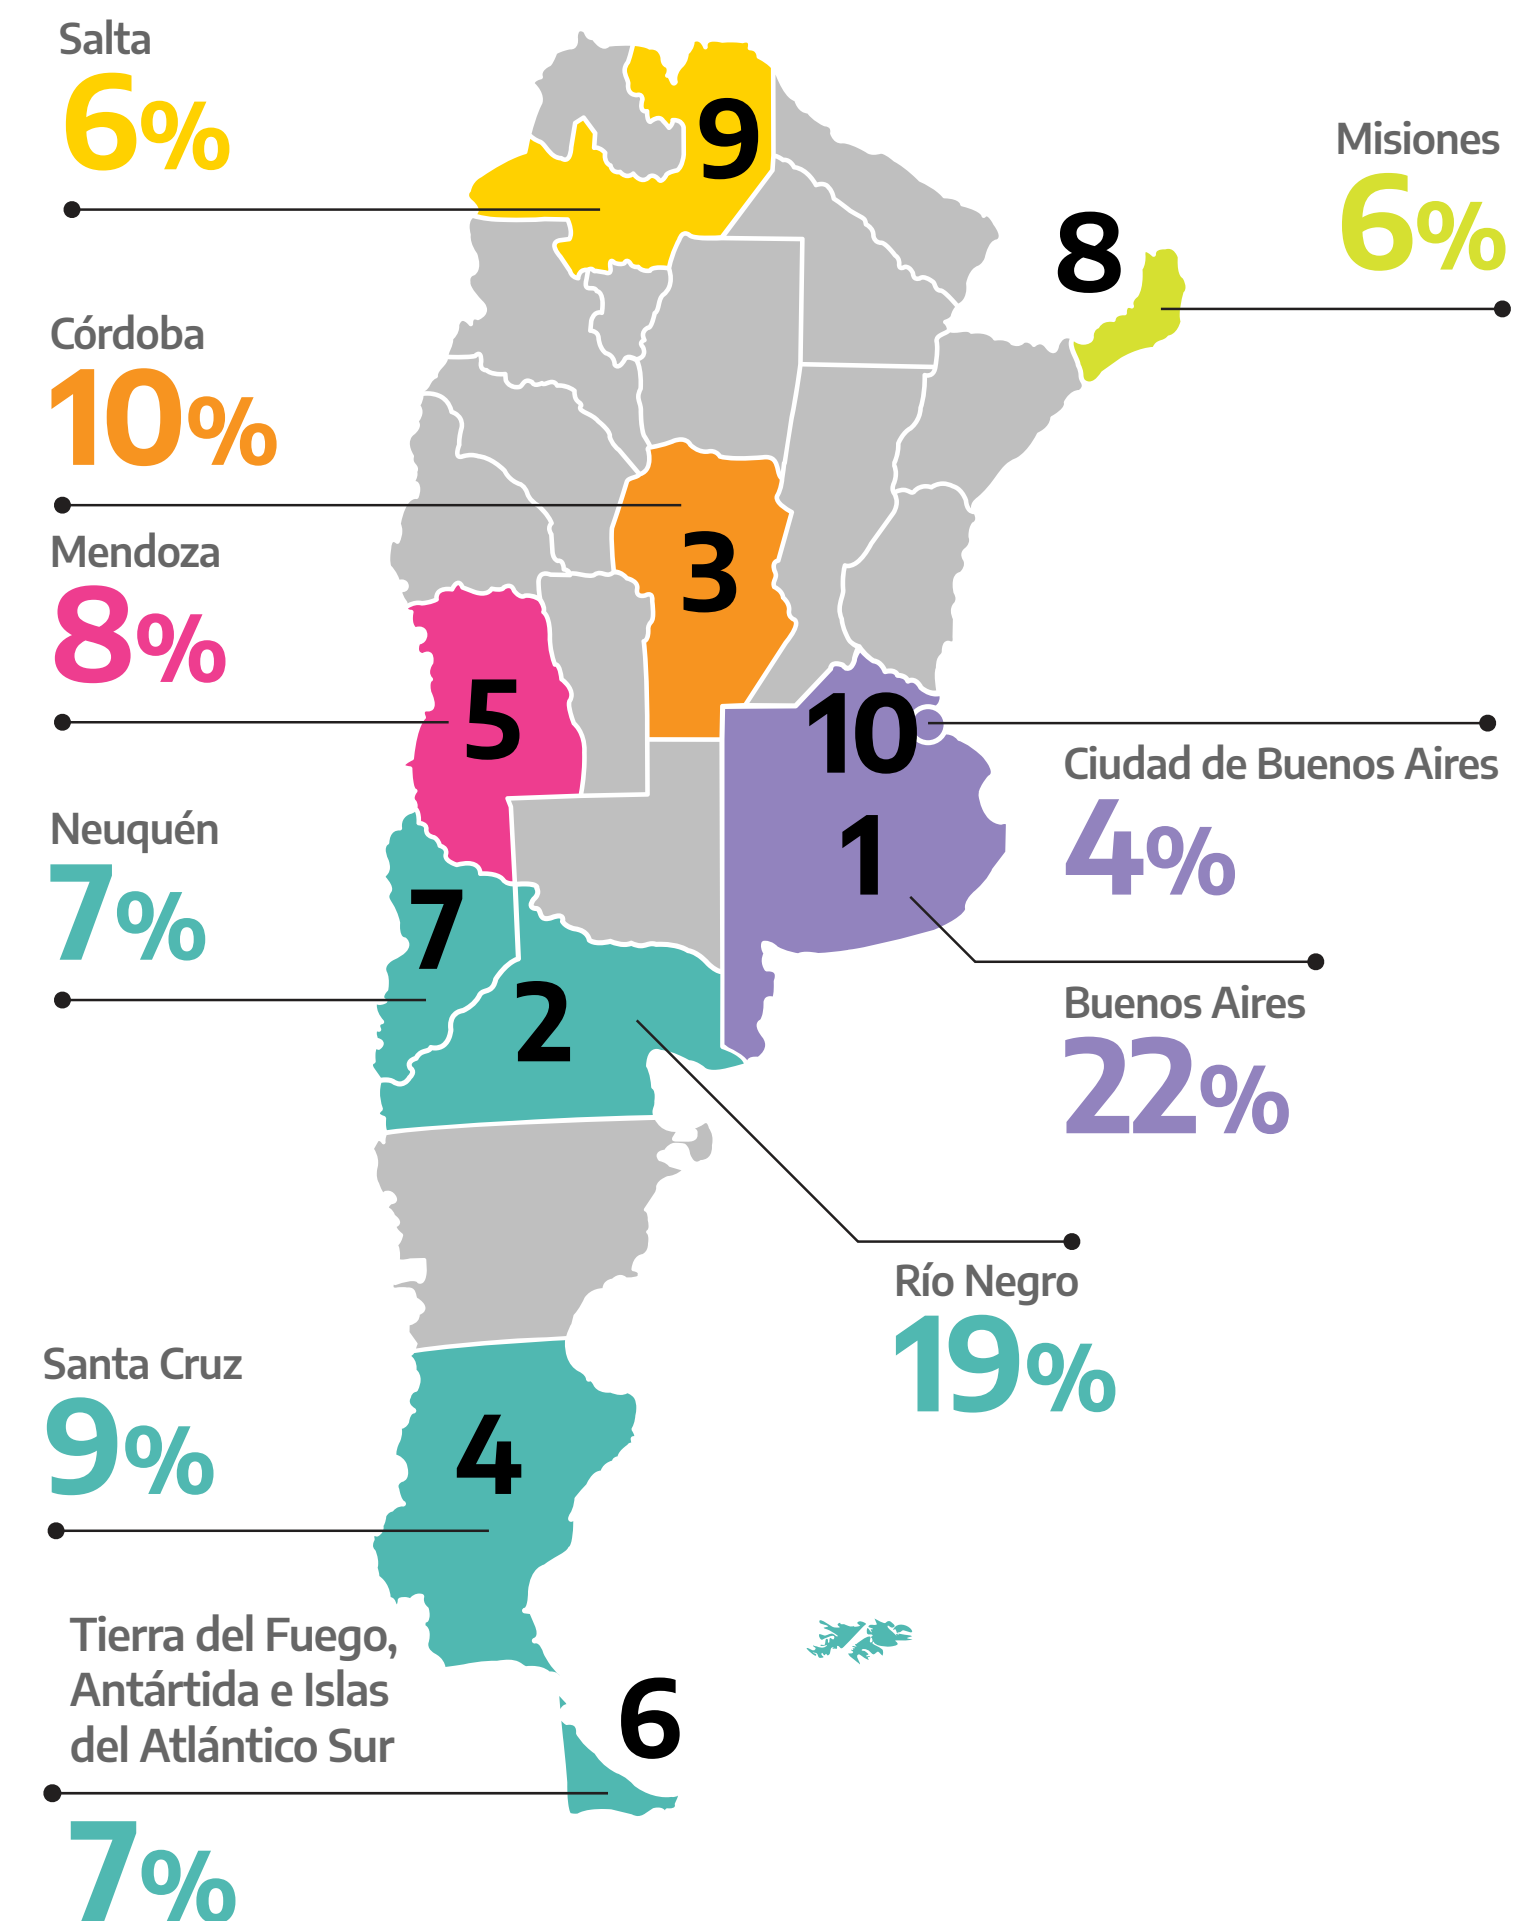 Salta
6%
9
Misiones
6%
8
Córdoba
10%
3
Mendoza
8%
5
10
Ciudad de Buenos Aires
4%
1
Buenos Aires
22%
Neuquén
7%
7
2
Río Negro
19%
Santa Cruz
9%
4
Tierra del Fuego,
Antártida e Islas
del Atlántico Sur
7%
6